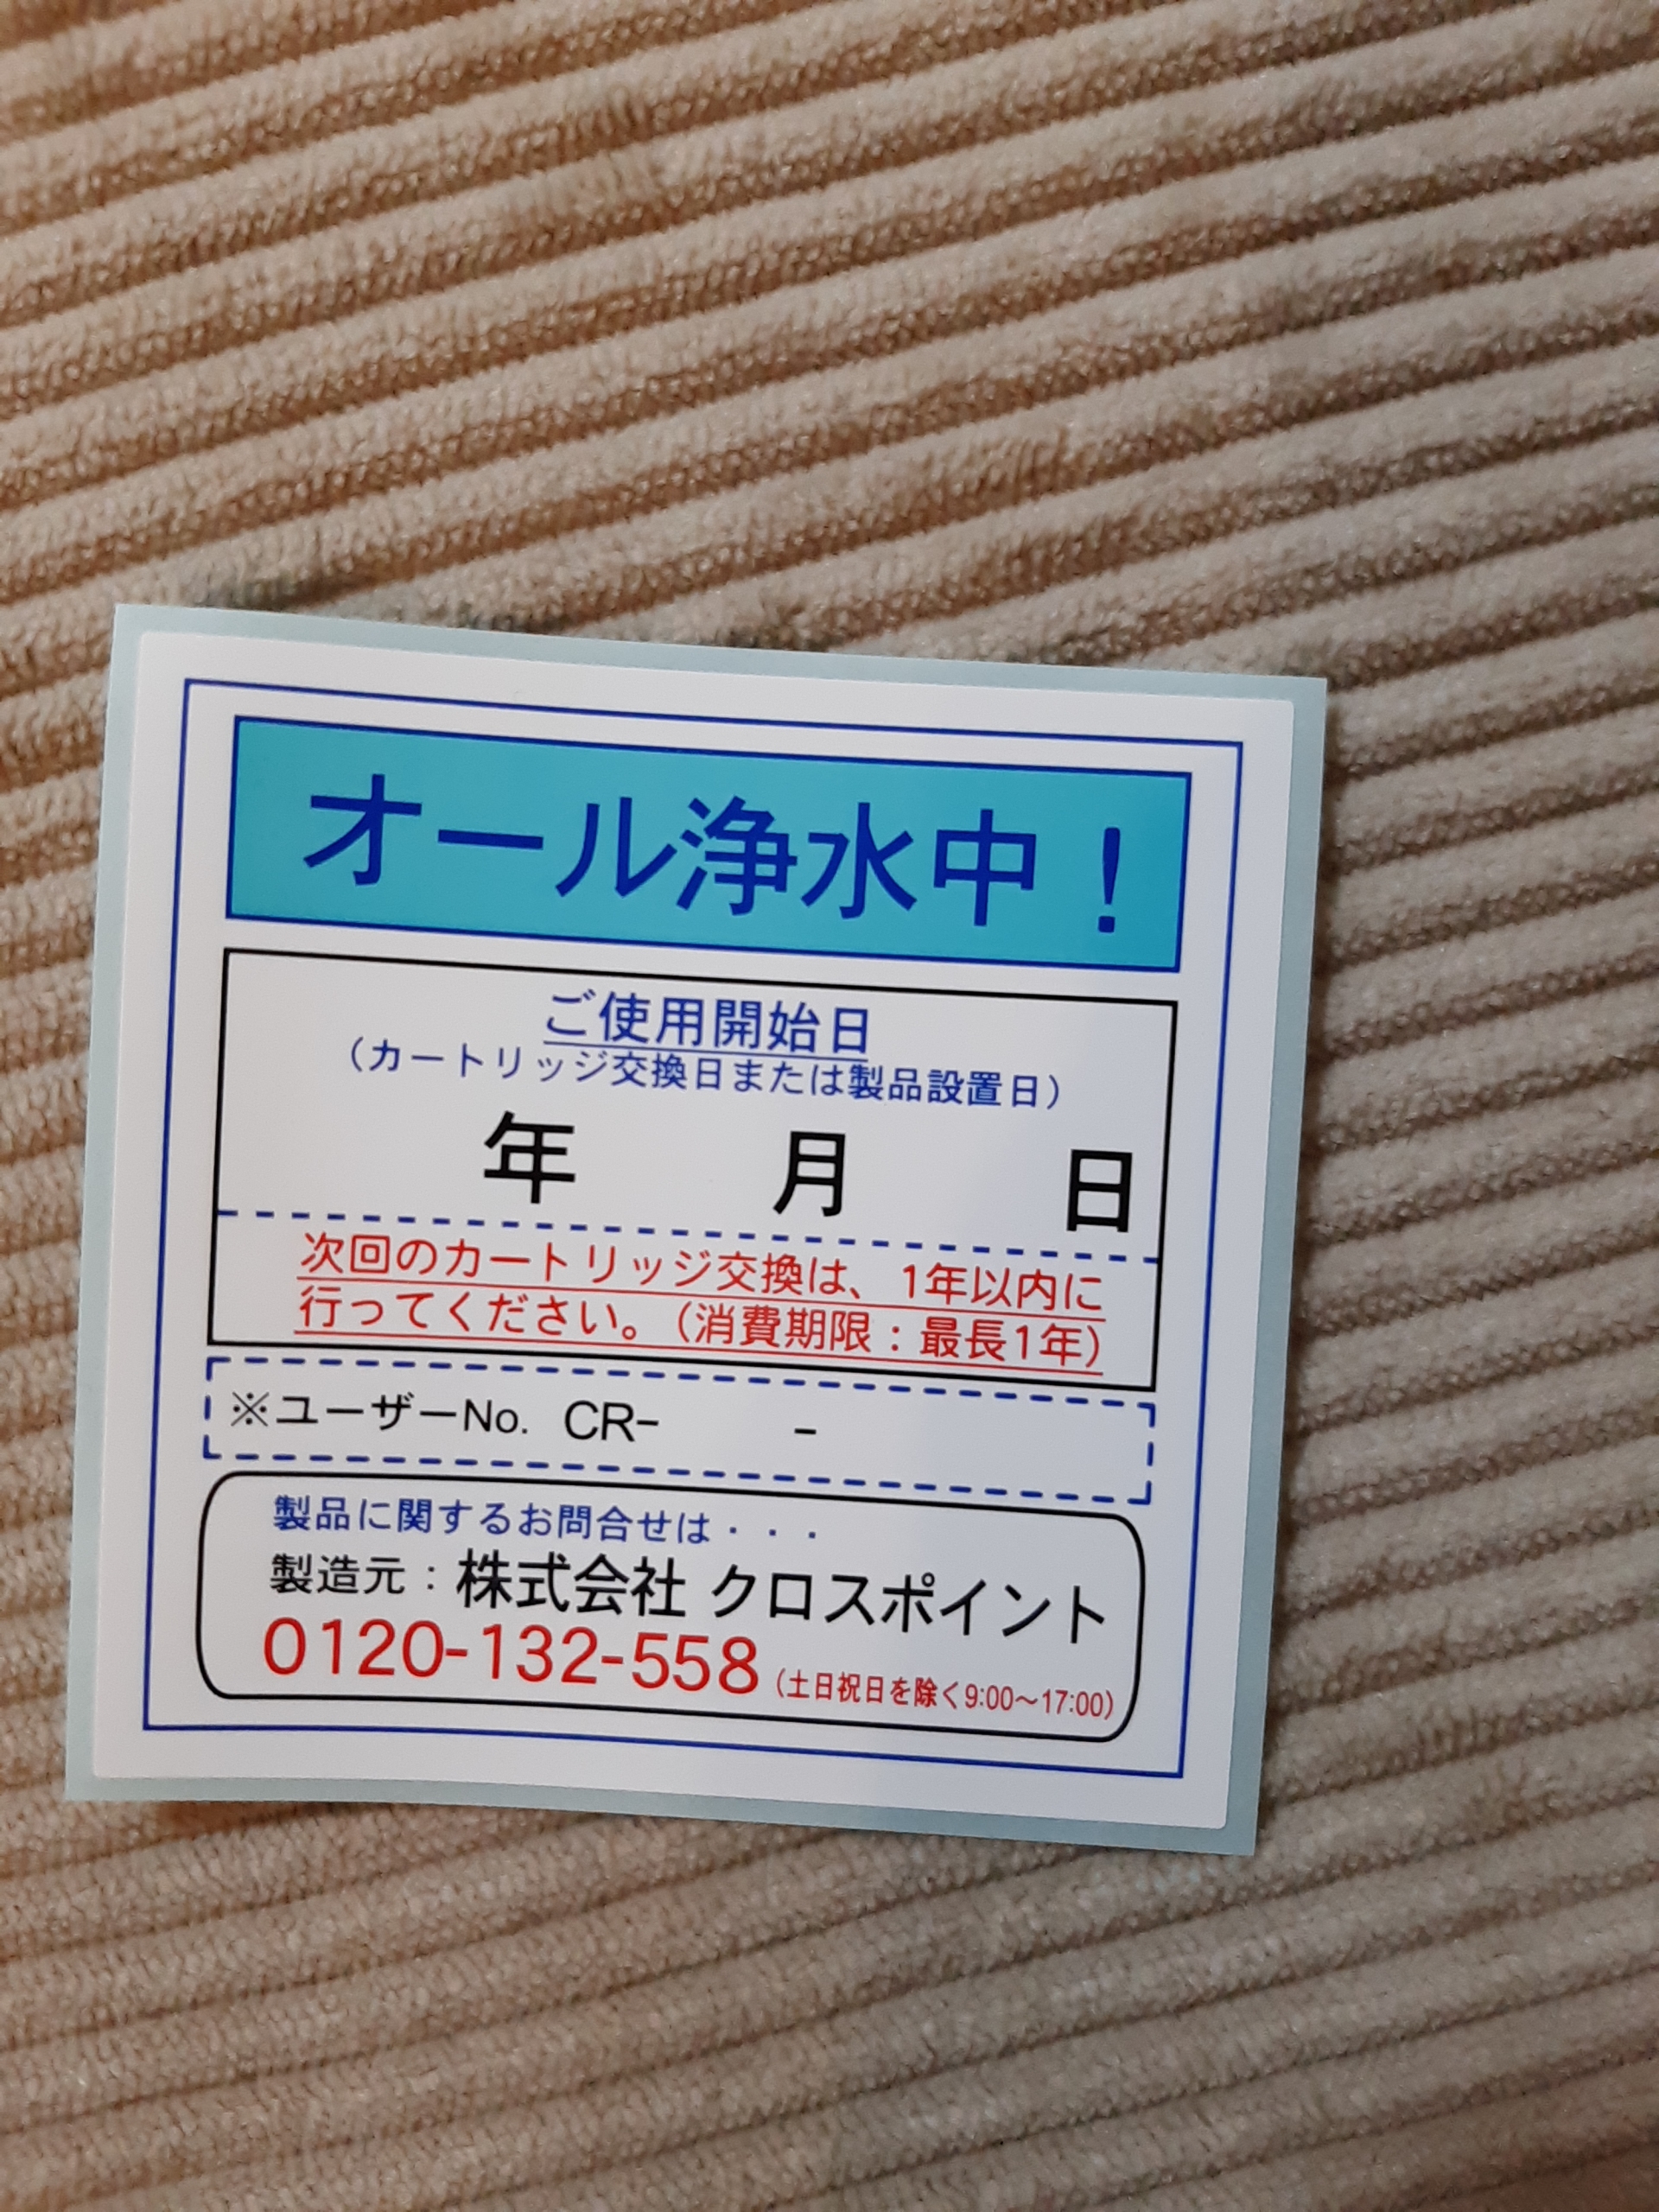 オール浄水中！
ご使用開始日
（カートリッジ交換日または製品設置日）
年 月 日
次回のカートリッジ交換は、1年以内に
行ってください。（消費期限：最長1年）
※ユーザーNo. CR- -
製品に関するお問合せは・・・
製造元：株式会社 クロスポイント
0120-132-558（土日祝日を除く9:00～17:00）